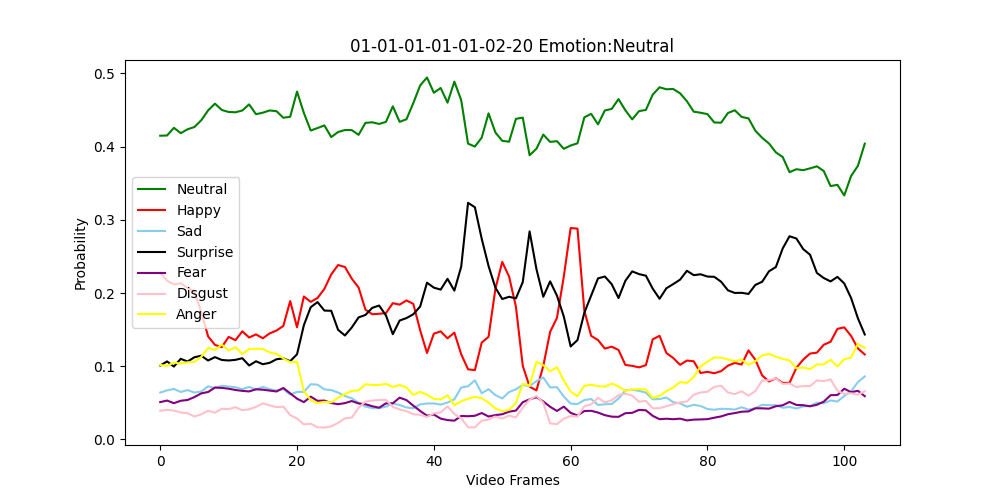 01-01-01-01-01-02-20 Emotion:Neutral
0.5
0.4
0.3
0.2
0.1
0.0
Probability
Neutral
Happy
Sad
Surprise
Fear
Disgust
Anger
0 20 40 60 80 100
Video Frames